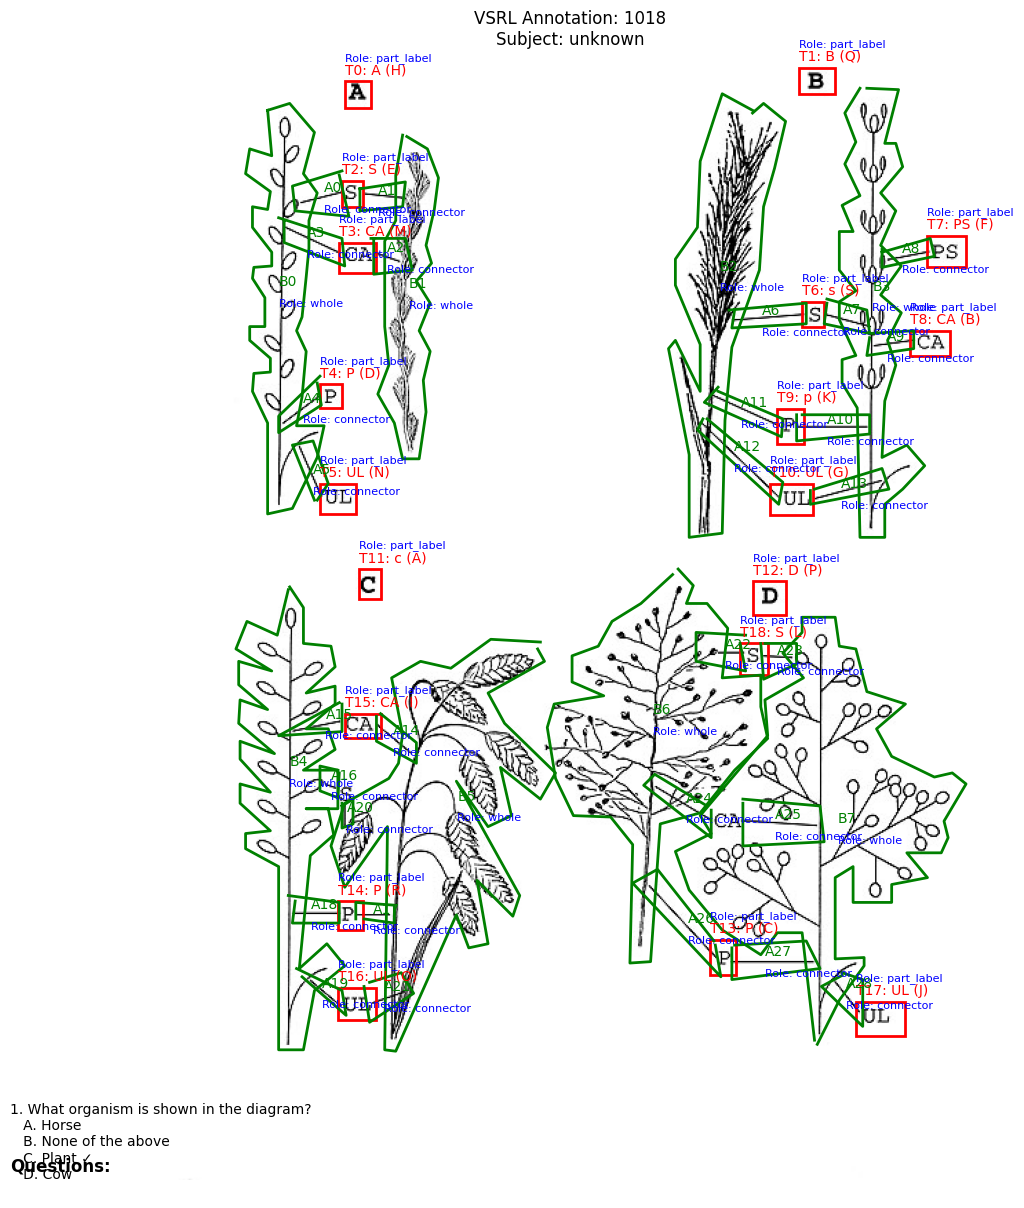 VSRL Annotation: 1018
Subject: unknown
Role: part_label
T0: A (H)
A
Role: part_label
T1: B (Q)
B
Role: part_label
T2: S (E)
A0
S
A1
Role: connector
Role: connector
Role: part_label
T3: CA (M)
A3
CA
A2
Role: connector
Role: connector
B0
Role: whole
B1
Role: whole
Role: part_label
T4: P (D)
A4
P
Role: connector
Role: part_label
T5: UL (N)
A5
UL
Role: connector
Role: part_label
T7: PS (F)
A8
PS
Role: connector
Role: whole
B3
Role: whole
Role: part_label
T6: s (S)
A6
S
A7
Role: connector
Role: connector
Role: part_label
T8: CA (B)
A9
CA
Role: connector
Role: part_label
T9: p (K)
A11
P
A10
Role: connector
Role: connector
A12
Role: connector
Role: part_label
T10: UL (G)
UL
A13
Role: connector
Role: part_label
T11: c (A)
C
Role: part_label
T12: D (P)
D
Role: part_label
T15: CA (I)
A15
CA
A14
Role: connector
Role: connector
B4
Role: whole
A16
Role: connector
A20
Role: connector
B5
Role: whole
Role: part_label
T14: P (R)
A18
P
Role: connector
Role: connector
Role: part_label
A19
UL
Role: connector
Role: connector
Role: part_label
T18: S (L)
A22
S
A23
Role: connector
Role: connector
B6
Role: whole
A24
CA
A25
Role: connector
Role: connector
B7
Role: whole
Role: part_label
T13: P (C)
A26
P
A27
Role: connector
Role: connector
Role: part_label
T17: UL (J)
A28
UL
Role: connector
1. What organism is shown in the diagram?
A. Horse
B. None of the above
C. Plant ✓
Questions:
D. Cow